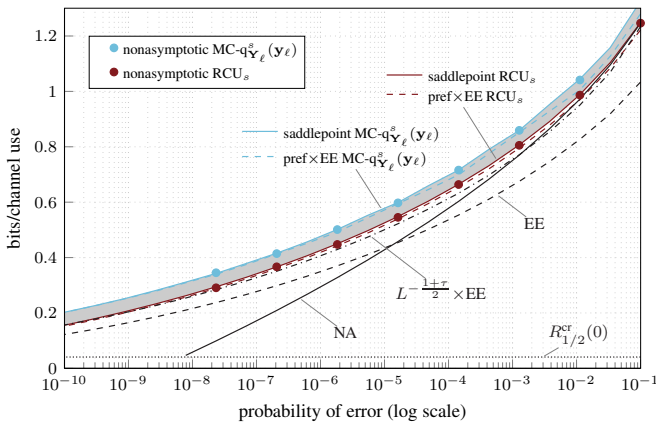 1.2
1
0.8
0.6
0.4
0.2
0
bits/channel use
nonasymptotic MC-q^s_{Y_ℓ}(y_ℓ)
nonasymptotic RCU_s
saddlepoint RCU_s
pref×EE RCU_s
saddlepoint MC-q^s_{Y_ℓ}(y_ℓ)
pref×EE MC-q^s_{Y_ℓ}(y_ℓ)
EE
L^{-\frac{1+τ}{2}}×EE
NA
R^{cr}_{1/2}(0)
10^{−10} 10^{−9} 10^{−8} 10^{−7} 10^{−6} 10^{−5} 10^{−4} 10^{−3} 10^{−2} 10^{−1}
probability of error (log scale)